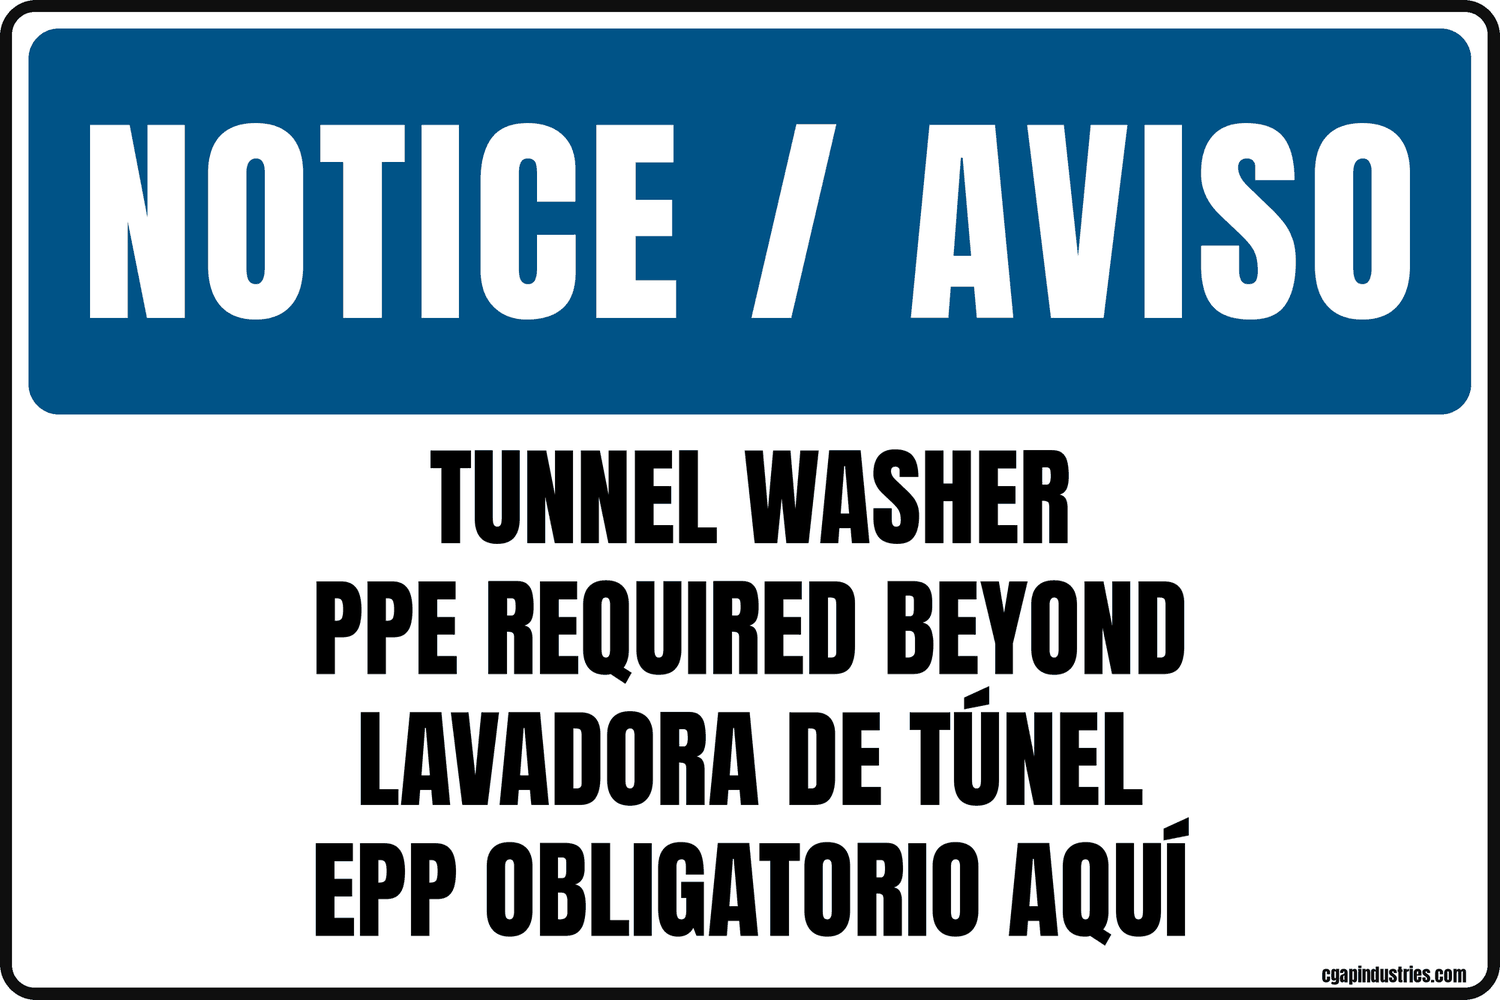 NOTICE / AVISO
TUNNEL WASHER
PPE REQUIRED BEYOND
LAVADORA DE TÚNEL
EPP OBLIGATORIO AQUÍ
cgapindustries.com